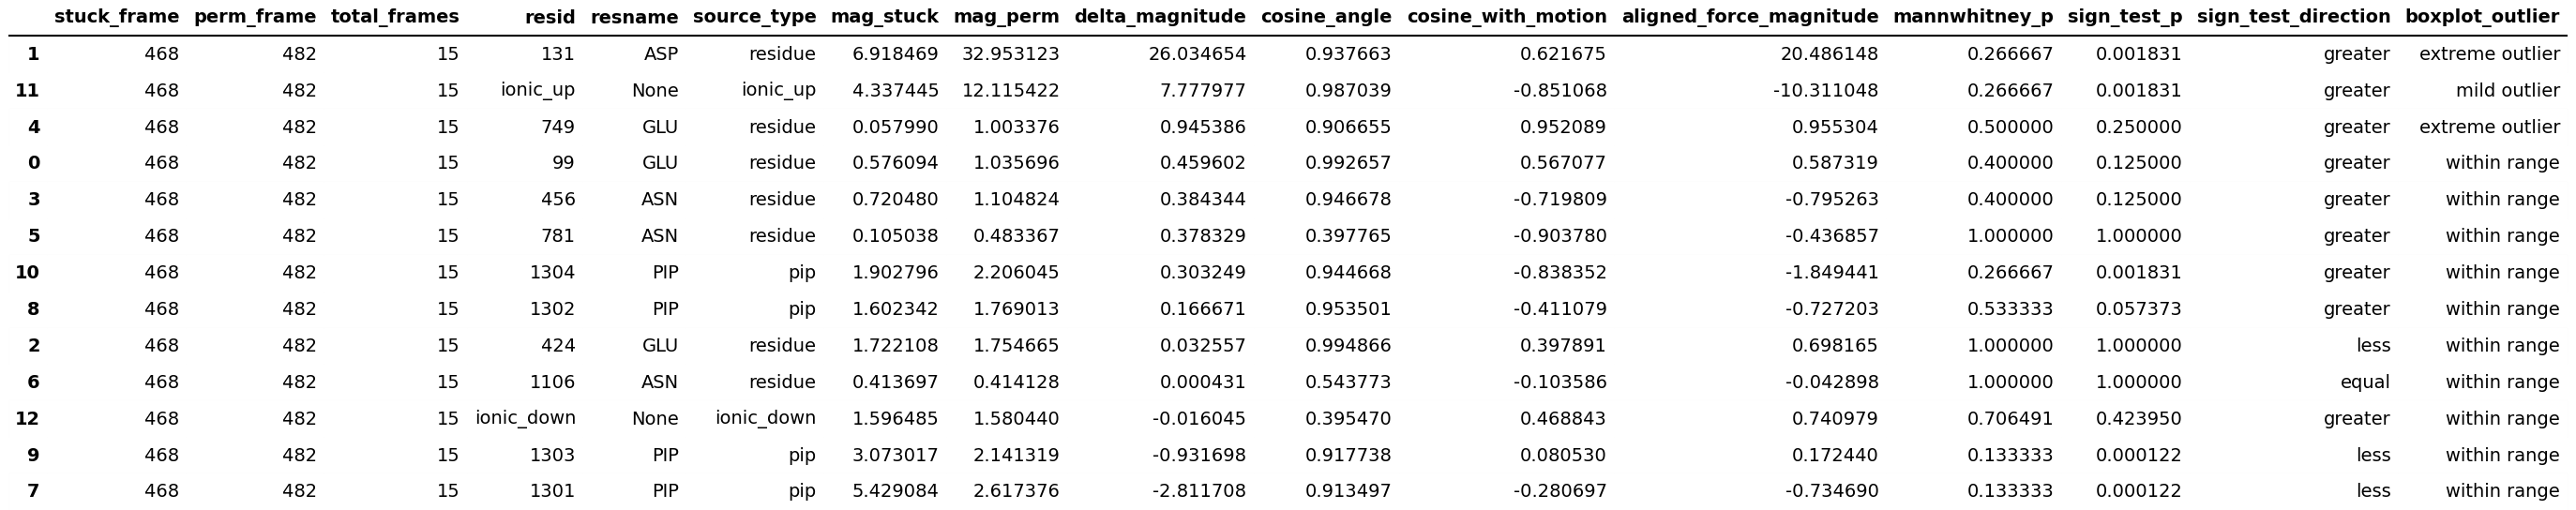 stuck_frame perm_frame total_frames resid resname source_type mag_stuck mag_perm delta_magnitude cosine_angle cosine_with_motion aligned_force_magnitude mannwhitney_p sign_test_p sign_test_direction boxplot_outlier
1 468 482 15 131 ASP residue 6.918469 32.953123 26.034654 0.937663 0.621675 20.486148 0.266667 0.001831 greater extreme outlier
11 468 482 15 ionic_up None ionic_up 4.337445 12.115422 7.777977 0.987039 -0.851068 -10.311048 0.266667 0.001831 greater mild outlier
4 468 482 15 749 GLU residue 0.057990 1.003376 0.945386 0.906655 0.952089 0.955304 0.500000 0.250000 greater extreme outlier
0 468 482 15 99 GLU residue 0.576094 1.035696 0.459602 0.992657 0.567077 0.587319 0.400000 0.125000 greater within range
3 468 482 15 456 ASN residue 0.720480 1.104824 0.384344 0.946678 -0.719809 -0.795263 0.400000 0.125000 greater within range
5 468 482 15 781 ASN residue 0.105038 0.483367 0.378329 0.397765 -0.903780 -0.436857 1.000000 1.000000 greater within range
10 468 482 15 1304 PIP pip 1.902796 2.206045 0.303249 0.944668 -0.838352 -1.849441 0.266667 0.001831 greater within range
8 468 482 15 1302 PIP pip 1.602342 1.769013 0.166671 0.953501 -0.411079 -0.727203 0.533333 0.057373 greater within range
2 468 482 15 424 GLU residue 1.722108 1.754665 0.032557 0.994866 0.397891 0.698165 1.000000 1.000000 less within range
6 468 482 15 1106 ASN residue 0.413697 0.414128 0.000431 0.543773 -0.103586 -0.042898 1.000000 1.000000 equal within range
12 468 482 15 ionic_down None ionic_down 1.596485 1.580440 -0.016045 0.395470 0.468843 0.740979 0.706491 0.423950 greater within range
9 468 482 15 1303 PIP pip 3.073017 2.141319 -0.931698 0.917738 0.080530 0.172440 0.133333 0.000122 less within range
7 468 482 15 1301 PIP pip 5.429084 2.617376 -2.811708 0.913497 -0.280697 -0.734690 0.133333 0.000122 less within range